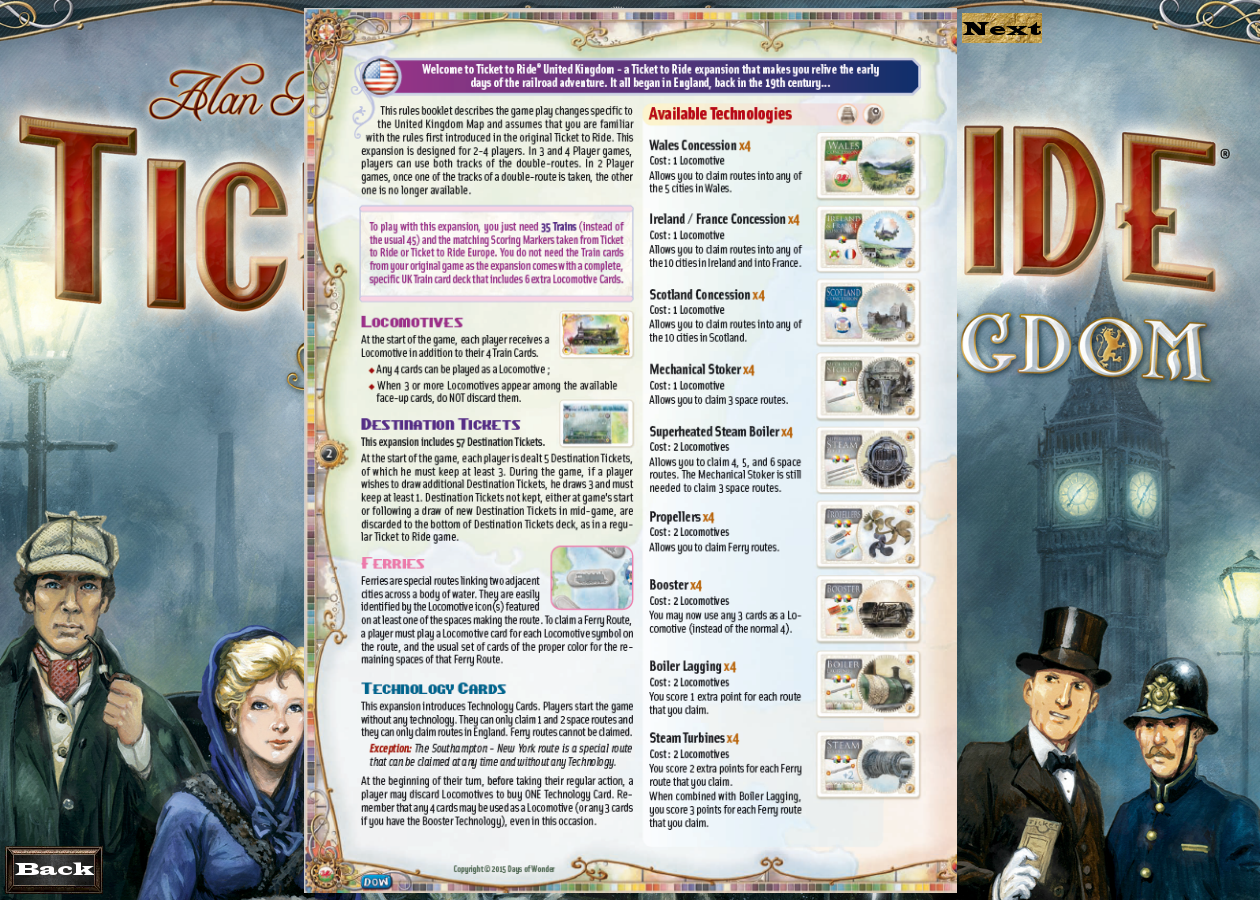 Next
Alan
TIC
IDE
®
GDOM
Welcome to Ticket to Ride® United Kingdom – a Ticket to Ride expansion that makes you relive the early
days of the railroad adventure. It all began in England, back in the 19th century...
This rules booklet describes the game play changes specific to
the United Kingdom Map and assumes that you are familiar
with the rules first introduced in the original Ticket to Ride. This
expansion is designed for 2-4 players. In 3 and 4 Player games,
players can use both tracks of the double-routes. In 2 Player
games, once one of the tracks of a double-route is taken, the other
one is no longer available.
To play with this expansion, you just need 35 Trains (instead of
the usual 45) and the matching Scoring Markers taken from Ticket
to Ride or Ticket to Ride Europe. You do not need the Train cards
from your original game as the expansion comes with a complete,
specific UK Train card deck that includes 6 extra Locomotive Cards.
LOCOMOTIVES
At the start of the game, each player receives a
Locomotive in addition to their 4 Train Cards.
◆ Any 4 cards can be played as a Locomotive ;
◆ When 3 or more Locomotives appear among the available
face-up cards, do NOT discard them.
DESTINATION TICKETS
This expansion includes 57 Destination Tickets.
At the start of the game, each player is dealt 5 Destination Tickets,
of which he must keep at least 3. During the game, if a player
wishes to draw additional Destination Tickets, he draws 3 and must
keep at least 1. Destination Tickets not kept, either at game's start
or following a draw of new Destination Tickets in mid-game, are
discarded to the bottom of Destination Tickets deck, as in a regu-
lar Ticket to Ride game.
2
FERRIES
Ferries are special routes linking two adjacent
cities across a body of water. They are easily
identified by the Locomotive icon(s) featured
on at least one of the spaces making the route. To claim a Ferry Route,
a player must play a Locomotive card for each Locomotive symbol on
the route, and the usual set of cards of the proper color for the re-
maining spaces of that Ferry Route.
TECHNOLOGY CARDS
This expansion introduces Technology Cards. Players start the game
without any technology. They can only claim 1 and 2 space routes and
they can only claim routes in England. Ferry routes cannot be claimed.
Exception: The Southampton - New York route is a special route
that can be claimed at any time and without any Technology.
At the beginning of their turn, before taking their regular action, a
player may discard Locomotives to buy ONE Technology Card. Re-
member that any 4 cards may be used as a Locomotive (or any 3 cards
if you have the Booster Technology), even in this occasion.
Available Technologies
Wales Concession x4
Cost: 1 Locomotive
Allows you to claim routes into any of
the 5 cities in Wales.
WALES
Ireland / France Concession x4
Cost: 1 Locomotive
Allows you to claim routes into any of
the 10 cities in Ireland and into France.
IRELAND
FRANCE
Scotland Concession x4
Cost: 1 Locomotive
Allows you to claim routes into any of
the 10 cities in Scotland.
SCOTLAND
Mechanical Stoker x4
Cost: 1 Locomotive
Allows you to claim 3 space routes.
STOKER
Superheated Steam Boiler x4
Cost: 2 Locomotives
Allows you to claim 4, 5, and 6 space
routes. The Mechanical Stoker is still
needed to claim 3 space routes.
STEAM
Propellers x4
Cost: 2 Locomotives
Allows you to claim Ferry routes.
PROPELLERS
Booster x4
Cost: 2 Locomotives
You may now use any 3 cards as a Lo-
comotive (instead of the normal 4).
BOOSTER
Boiler Lagging x4
Cost: 2 Locomotives
You score 1 extra point for each route
that you claim.
BOILER
+1
Steam Turbines x4
Cost: 2 Locomotives
You score 2 extra points for each Ferry
route that you claim.
When combined with Boiler Lagging,
you score 3 points for each Ferry route
that you claim.
STEAM
+2
Back
Copyright © 2015 Days of Wonder
DOW
TICKET